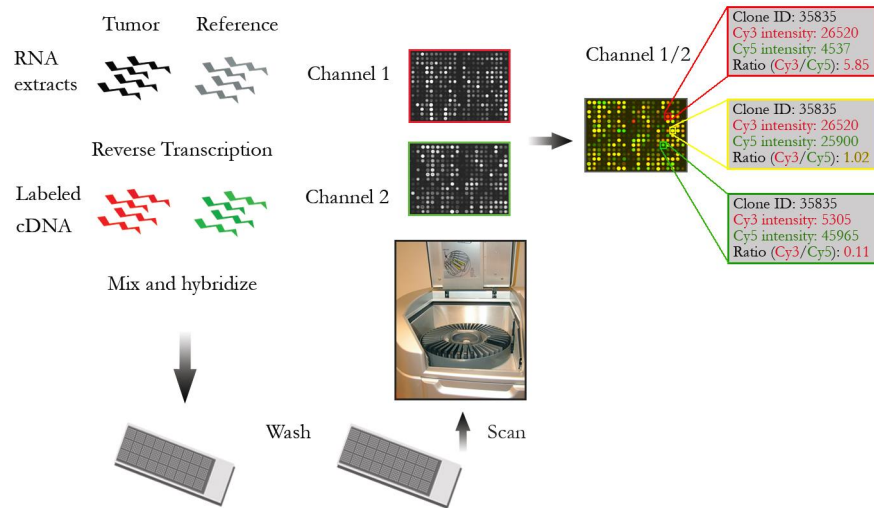 Tumor
Reference
RNA
extracts
Reverse Transcription
Labeled
cDNA
Mix and hybridize
Wash
Scan
Channel 1
Channel 2
Channel 1/2
Clone ID: 35835
Cy3 intensity: 26520
Cy5 intensity: 4537
Ratio (Cy3/Cy5): 5.85
Clone ID: 35835
Cy3 intensity: 26520
Cy5 intensity: 25900
Ratio (Cy3/Cy5): 1.02
Clone ID: 35835
Cy3 intensity: 5305
Cy5 intensity: 45965
Ratio (Cy3/Cy5): 0.11